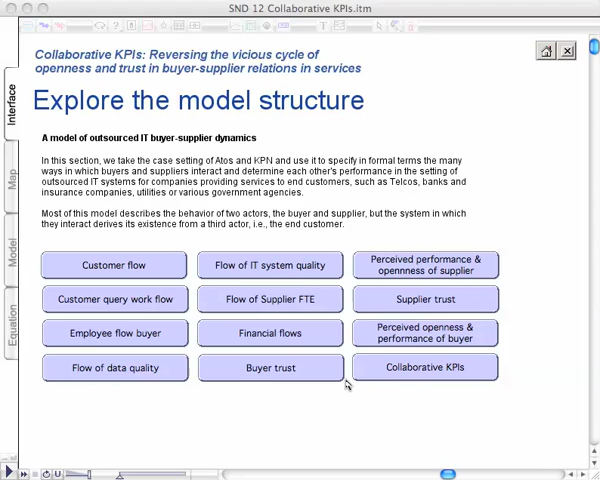 SND 12 Collaborative KPIs.itm
Collaborative KPIs: Reversing the vicious cycle of
openness and trust in buyer-supplier relations in services
Explore the model structure
Interface
Map
Model
Equation
A model of outsourced IT buyer-supplier dynamics
In this section, we take the case setting of Atos and KPN and use it to specify in formal terms the many
ways in which buyers and suppliers interact and determine each other's performance in the setting of
outsourced IT systems for companies providing services to end customers, such as Telcos, banks and
insurance companies, utilities or various government agencies.
Most of this model describes the behavior of two actors, the buyer and supplier, but the system in which
they interact derives its existence from a third actor, i.e., the end customer.
Customer flow
Flow of IT system quality
Perceived performance &
opennness of supplier
Customer query work flow
Flow of Supplier FTE
Supplier trust
Employee flow buyer
Financial flows
Perceived openness &
performance of buyer
Flow of data quality
Buyer trust
Collaborative KPIs